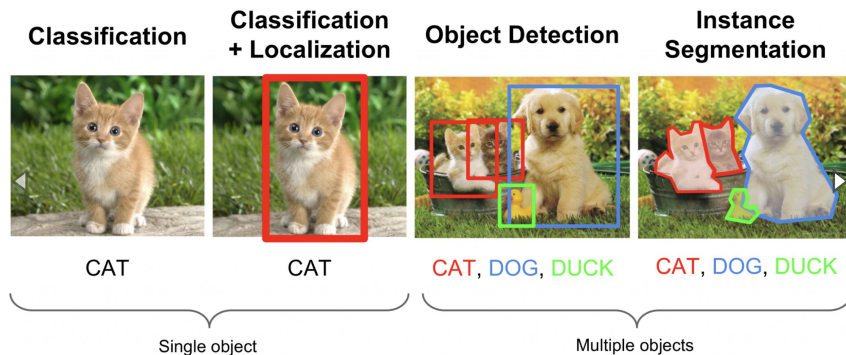 Classification
Classification
+ Localization
Object Detection
Instance
Segmentation
CAT
CAT
CAT, DOG, DUCK
CAT, DOG, DUCK
Single object
Multiple objects